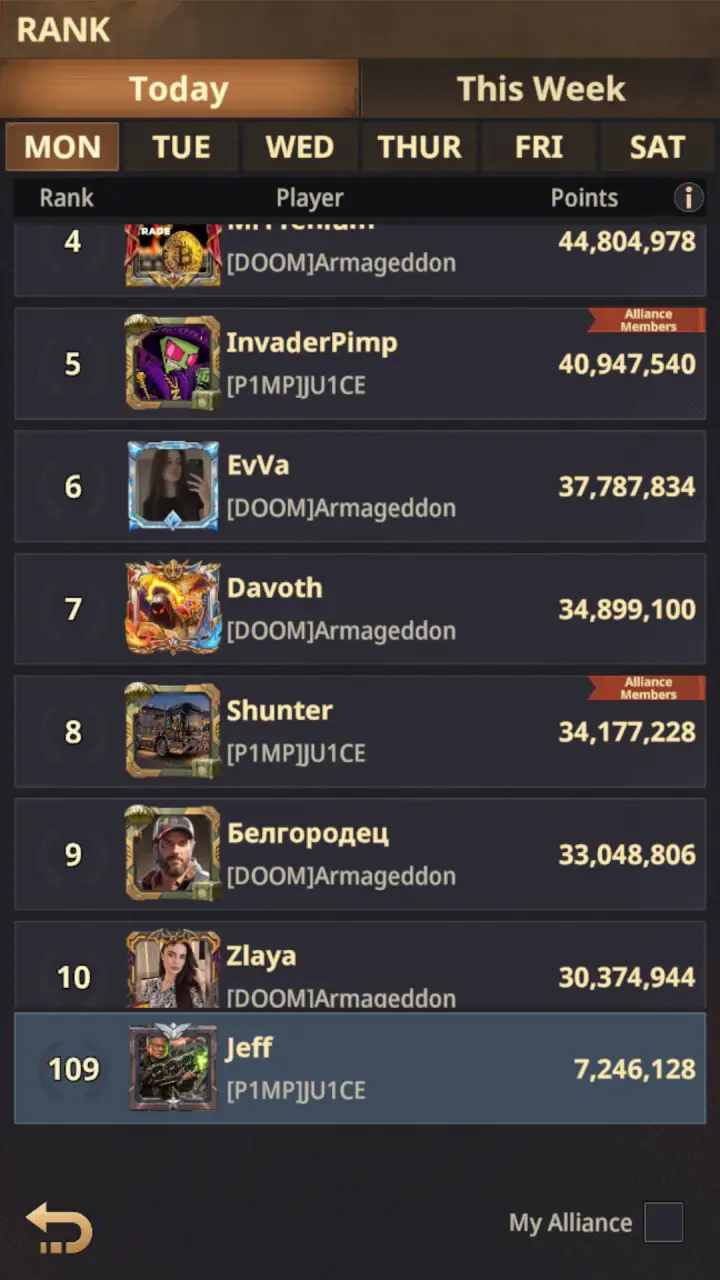 RANK
Today
This Week
MON
TUE
WED
THUR
FRI
SAT
Rank
Player
Points
4
[DOOM]Armageddon
44,804,978
Alliance
Members
5
InvaderPimp
[P1MP]JU1CE
40,947,540
6
EvVa
[DOOM]Armageddon
37,787,834
7
Davoth
[DOOM]Armageddon
34,899,100
Alliance
Members
8
Shunter
[P1MP]JU1CE
34,177,228
9
Белгородец
[DOOM]Armageddon
33,048,806
10
Zlaya
[DOOM]Armageddon
30,374,944
109
Jeff
[P1MP]JU1CE
7,246,128
My Alliance